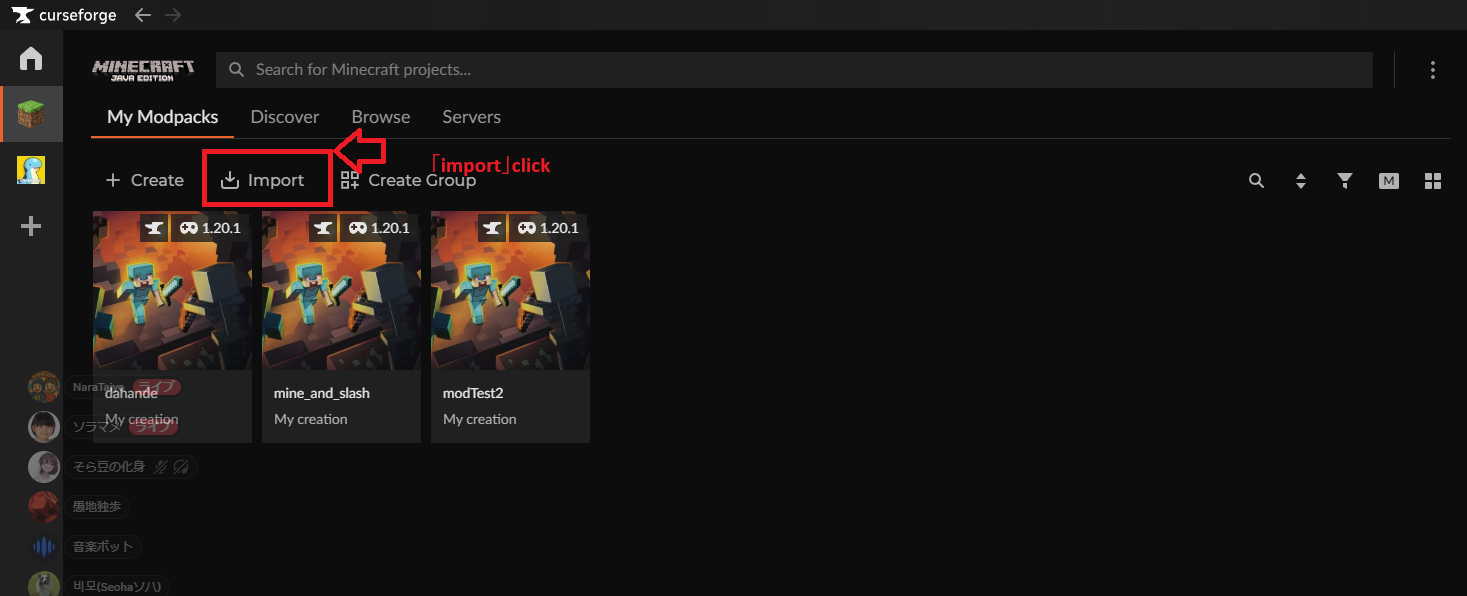 curseforge
MINECRAFT
JAVA EDITION
Search for Minecraft projects...
My Modpacks Discover Browse Servers
「import」click
Create Import Create Group
M
1.20.1 1.20.1 1.20.1
dahande mine_and_slash modTest2
My creation My creation My creation
NaraTaiyo ライブ
ソラマメ ライブ
そら豆の化身
愚地独歩
音楽ボット
비모(Seohaソハ)